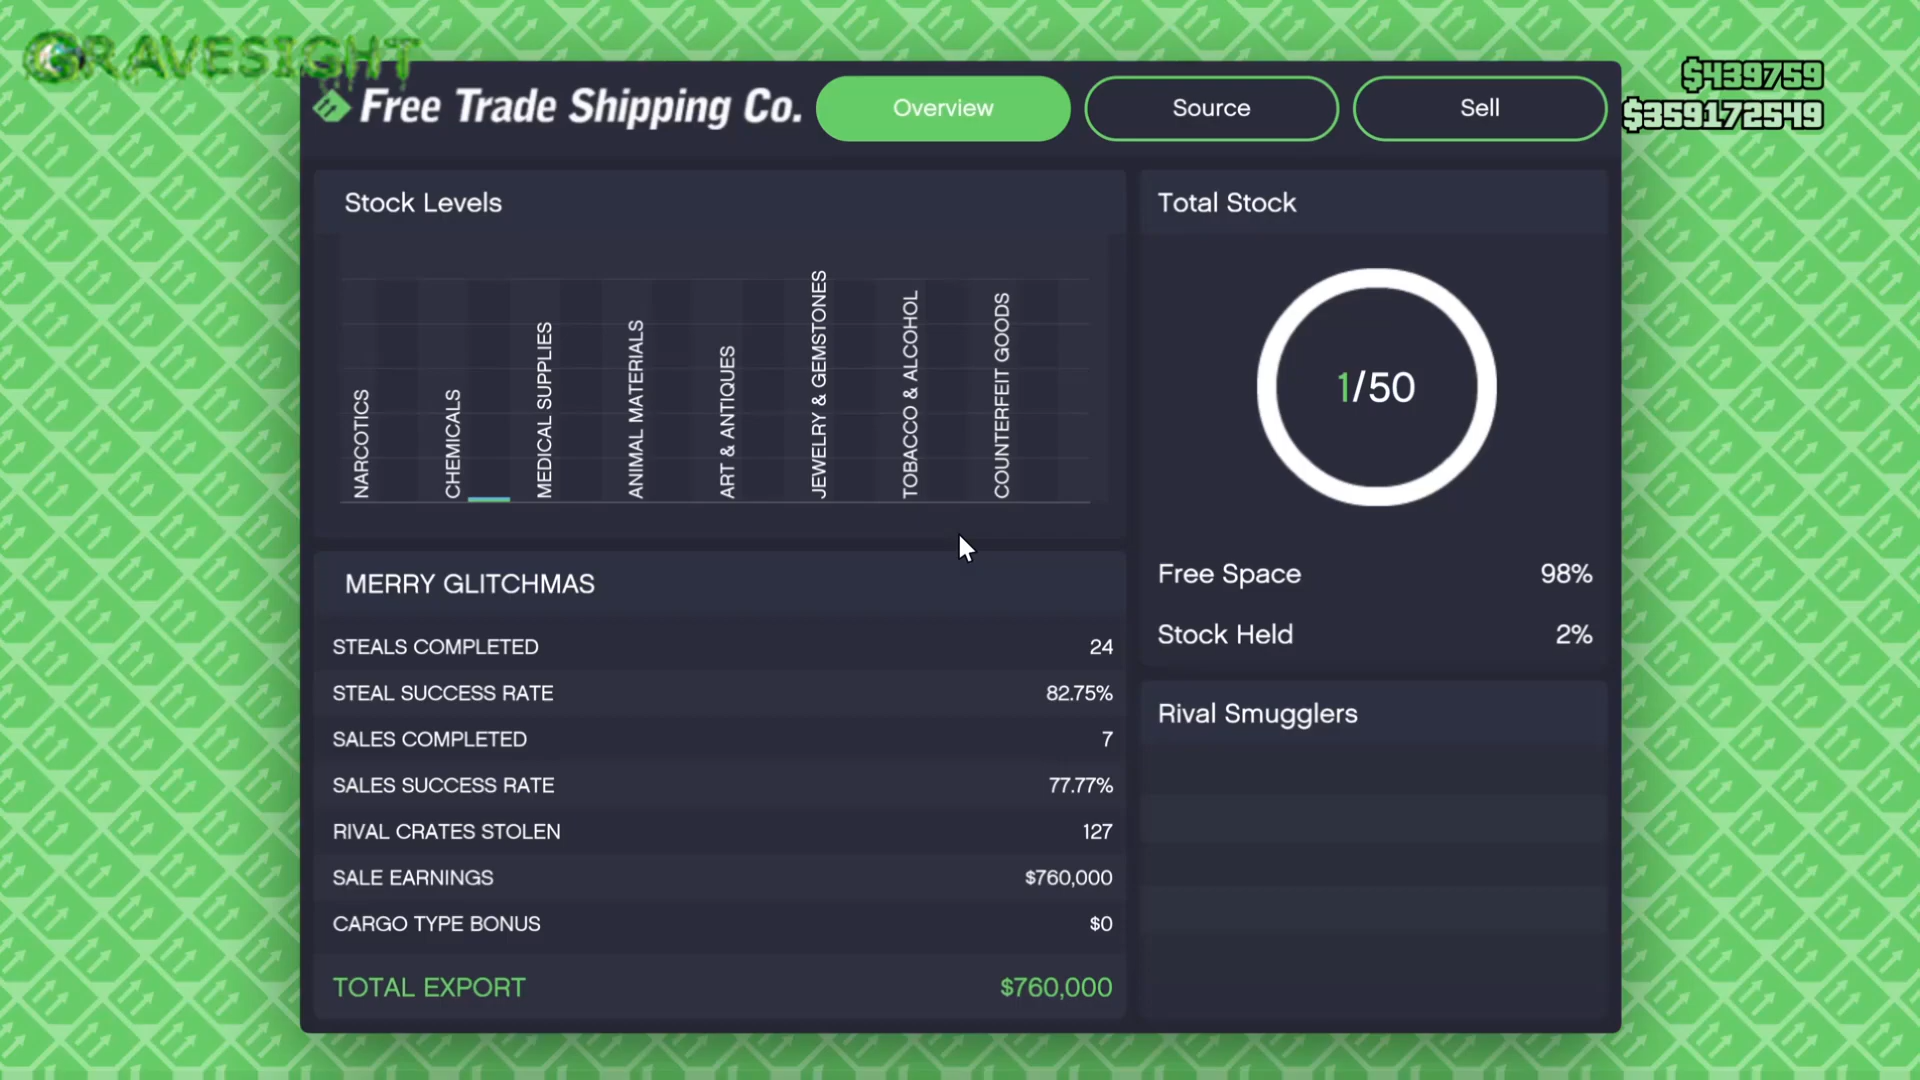 GRAVESIGHT
$439759
Free Trade Shipping Co.
Overview
Source
Sell
$359172549
Stock Levels
NARCOTICS
CHEMICALS
MEDICAL SUPPLIES
ANIMAL MATERIALS
ART & ANTIQUES
JEWELRY & GEMSTONES
TOBACCO & ALCOHOL
COUNTERFEIT GOODS
Total Stock
1/50
Free Space 98%
Stock Held 2%
MERRY GLITCHMAS
STEALS COMPLETED 24
STEAL SUCCESS RATE 82.75%
SALES COMPLETED 7
SALES SUCCESS RATE 77.77%
RIVAL CRATES STOLEN 127
SALE EARNINGS $760,000
CARGO TYPE BONUS $0
TOTAL EXPORT $760,000
Rival Smugglers